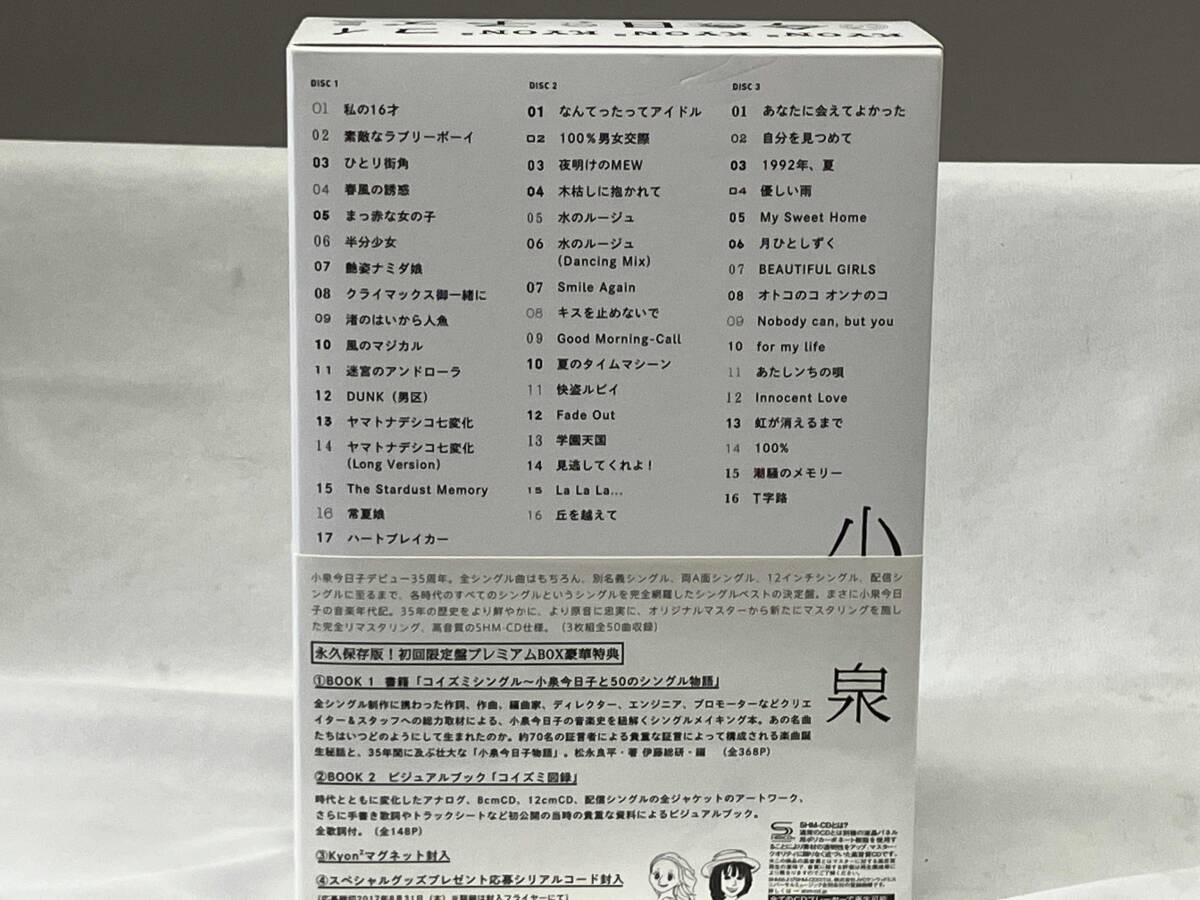 DISC 1
01 私の16才
02 素敵なラブリーボーイ
03 ひとり街角
04 春風の誘惑
05 まっ赤な女の子
06 半分少女
07 艶姿ナミダ娘
08 クライマックス御一緒に
09 渚のはいから人魚
10 風のマジカル
11 迷宮のアンドローラ
12 DUNK（男区）
13 ヤマトナデシコ七変化
14 ヤマトナデシコ七変化
(Long Version)
15 The Stardust Memory
16 常夏娘
17 ハートブレイカー
DISC 2
01 なんてったってアイドル
02 100%男女交際
03 夜明けのMEW
04 木枯しに抱かれて
05 水のルージュ
06 水のルージュ
(Dancing Mix)
07 Smile Again
08 キスを止めないで
09 Good Morning-Call
10 夏のタイムマシーン
11 快盗ルビイ
12 Fade Out
13 学園天国
14 見逃してくれよ！
15 La La La...
16 丘を越えて
DISC 3
01 あなたに会えてよかった
02 自分を見つめて
03 1992年、夏
04 優しい雨
05 My Sweet Home
06 月ひとしずく
07 BEAUTIFUL GIRLS
08 オトコのコ オンナのコ
09 Nobody can, but you
10 for my life
11 あたしンちの唄
12 Innocent Love
13 虹が消えるまで
14 100%
15 潮騒のメモリー
16 T字路
小
泉
小泉今日子デビュー35周年。全シングル曲はもちろん、別名義シングル、両A面シングル、12インチシングル、配信シ
ングルに至るまで、各時代のすべてのシングルというシングルを完全網羅したシングルベストの決定盤。まさに小泉今日
子の音楽年代記。35年の歴史をより鮮やかに、より原音に忠実に、オリジナルマスターから新たにマスタリングを施し
た完全リマスタリング、高音質のSHM-CD仕様。（3枚組全50曲収録）
永久保存版！初回限定盤プレミアムBOX豪華特典
①BOOK 1 書籍「コイズミシングル〜小泉今日子と50のシングル物語」
全シングル制作に携わった作詞、作曲、編曲家、ディレクター、エンジニア、プロモーターなどクリエ
イター＆スタッフへの総力取材による、小泉今日子の音楽史を紐解くシングルメイキング本。あの名曲
たちはいつどのようにして生まれたのか。約70名の証言者による貴重な証言によって構成される楽曲誕
生秘話と、35年間に及ぶ壮大な「小泉今日子物語」。松永良平・著 伊藤総研・編 （全368P）
②BOOK 2 ビジュアルブック「コイズミ図録」
時代とともに変化したアナログ、8cmCD、12cmCD、配信シングルの全ジャケットのアートワーク、
さらに手書き歌詞やトラックシートなど初公開の当時の貴重な資料によるビジュアルブック。
全歌詞付。（全148P）
③Kyon²マグネット封入
④スペシャルグッズプレゼント応募シリアルコード封入
SHM-CDとは？